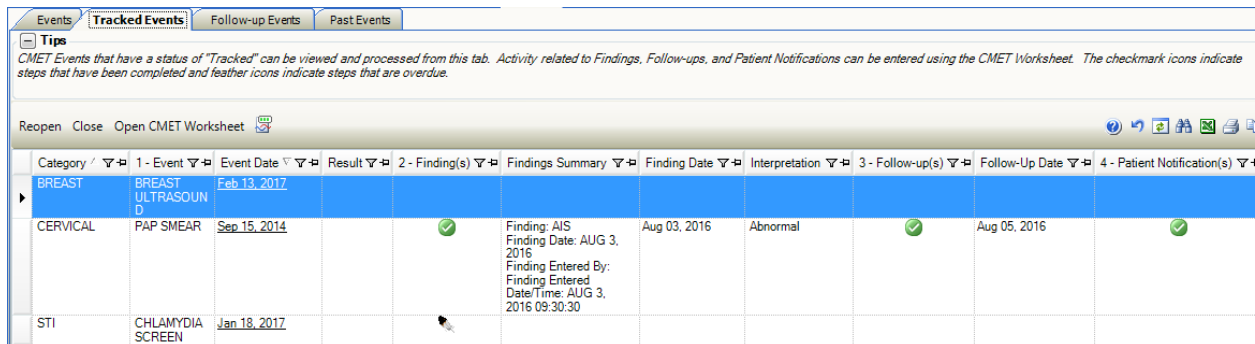 Events Tracked Events Follow-up Events Past Events
Tips
CMET Events that have a status of "Tracked" can be viewed and processed from this tab. Activity related to Findings, Follow-ups, and Patient Notifications can be entered using the CMET Worksheet. The checkmark icons indicate
steps that have been completed and feather icons indicate steps that are overdue.
Reopen Close Open CMET Worksheet
Category 1 - Event Event Date Result 2 - Finding(s) Findings Summary Finding Date Interpretation 3 - Follow-up(s) Follow-Up Date 4 - Patient Notification(s)
BREAST BREAST Feb 13, 2017
ULTRASOUN
D
CERVICAL PAP SMEAR Sep 15, 2014 Finding: AIS Aug 03, 2016 Abnormal Aug 05, 2016
Finding Date: AUG 3,
2016
Finding Entered By:
Finding Entered
Date/Time: AUG 3,
2016 09:30:30
STI CHLAMYDIA Jan 18, 2017
SCREEN